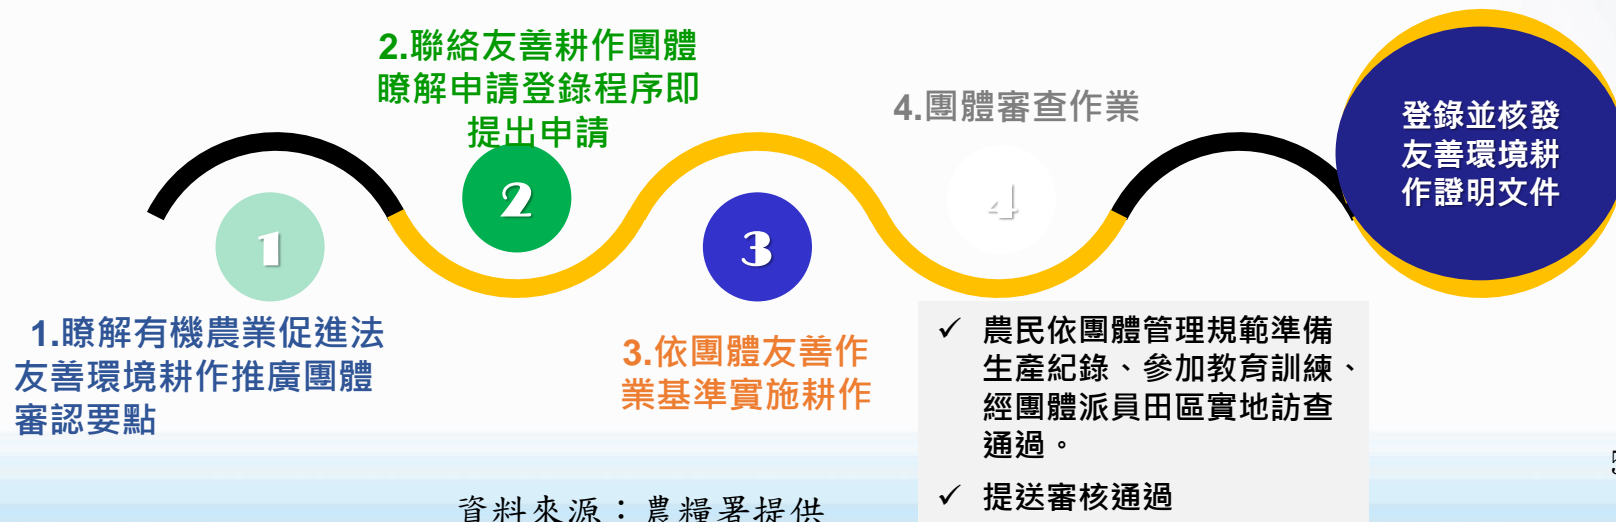 1
1.瞭解有機農業促進法
友善環境耕作推廣團體
審認要點
2.聯絡友善耕作團體
瞭解申請登錄程序即
提出申請
2
3
3.依團體友善作
業基準實施耕作
4.團體審查作業
4
✓ 農民依團體管理規範準備
生產紀錄、參加教育訓練、
經團體派員田區實地訪查
通過。
✓ 提送審核通過
登錄並核發
友善環境耕
作證明文件
資料來源：農糧署提供